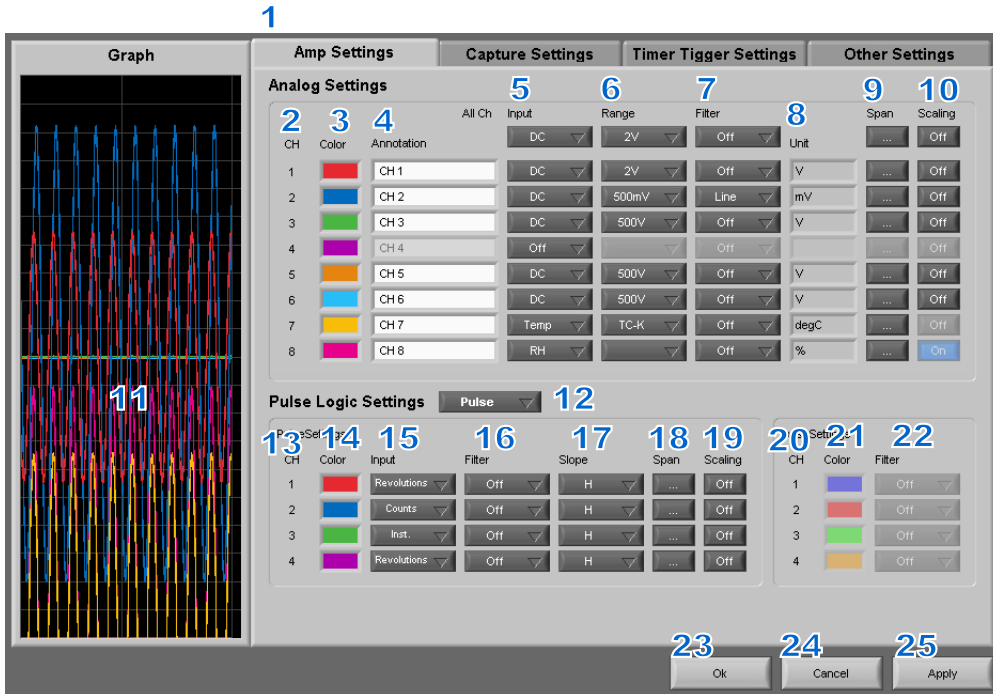 1
Graph
Amp Settings Capture Settings Timer Tigger Settings Other Settings
Analog Settings
2 3 4 5 6 7 8 9 10
All Ch Input Range Filter Span Scaling
CH Color Annotation DC 2V Off Unit ... Off
1 CH 1 DC 2V Off V ... Off
2 CH 2 DC 500mV Line mV ... Off
3 CH 3 DC 500V Off V ... Off
4 CH 4 Off ... Off
5 CH 5 DC 500V Off V ... Off
6 CH 6 DC 500V Off V ... Off
7 CH 7 Temp TC-K Off degC ... Off
8 CH 8 RH Off % ... On
11
Pulse Logic Settings Pulse 12
13 14 15 16 17 18 19 20 21 22
CH Color Input Filter Slope Span Scaling CH Color Filter
1 Revolutions Off H ... Off 1 Off
2 Counts Off H ... Off 2 Off
3 Inst. Off H ... Off 3 Off
4 Revolutions Off H ... Off 4 Off
23 24 25
Ok Cancel Apply